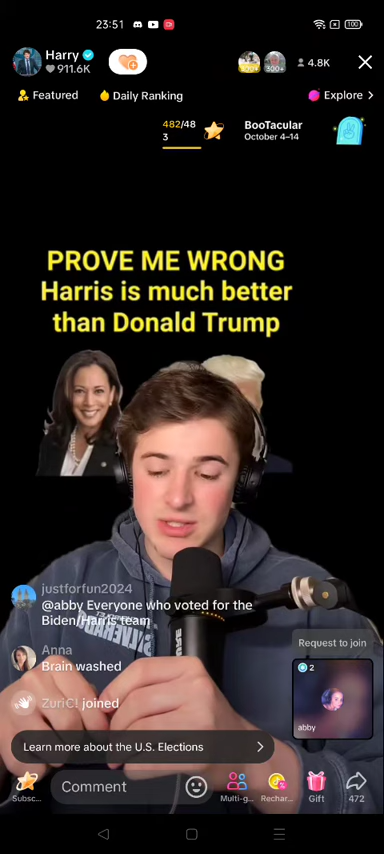 23:51
100
Harry
911.6K
300+
4.8K
Featured
Daily Ranking
Explore
482/48
3
BooTacular
October 4–14
PROVE ME WRONG
Harris is much better
than Donald Trump
justforfun2024
@abby Everyone who voted for the
Biden/Harris team
Anna
Brain washed
ZuriC! joined
Request to join
2
abby
Learn more about the U.S. Elections
Comment
Subsc...
Multi-g...
Rechar...
Gift
472